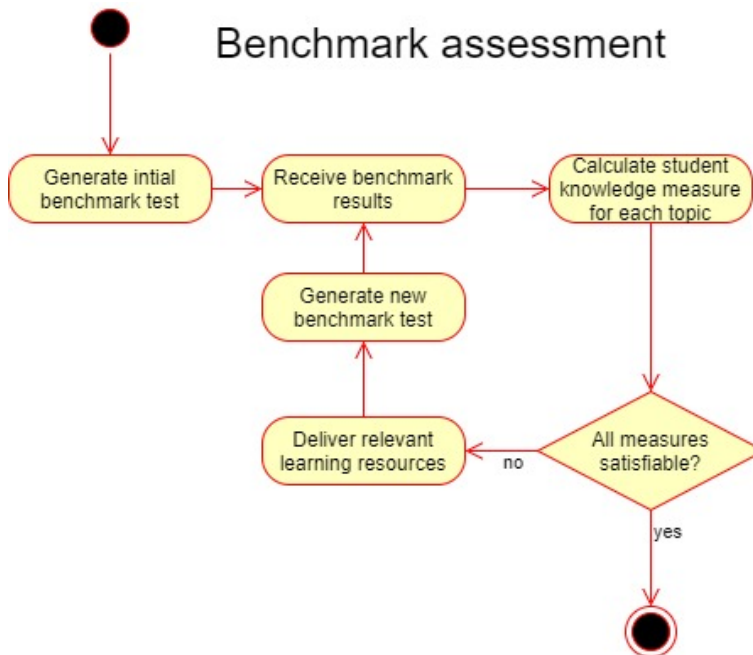 Benchmark assessment
Generate intial
benchmark test
Receive benchmark
results
Calculate student
knowledge measure
for each topic
Generate new
benchmark test
Deliver relevant
learning resources
no
All measures
satisfiable?
yes